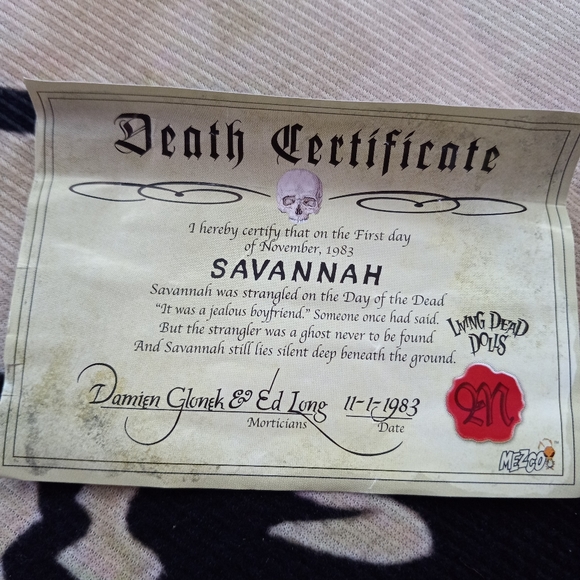 Death Certificate
I hereby certify that on the First day
of November, 1983
SAVANNAH
Savannah was strangled on the Day of the Dead
"It was a jealous boyfriend." Someone once had said.
But the strangler was a ghost never to be found
And Savannah still lies silent deep beneath the ground.
LIVING DEAD
DOLLS
Damien Glonek & Ed Long 11-1-1983
Morticians Date
M
MEZCO